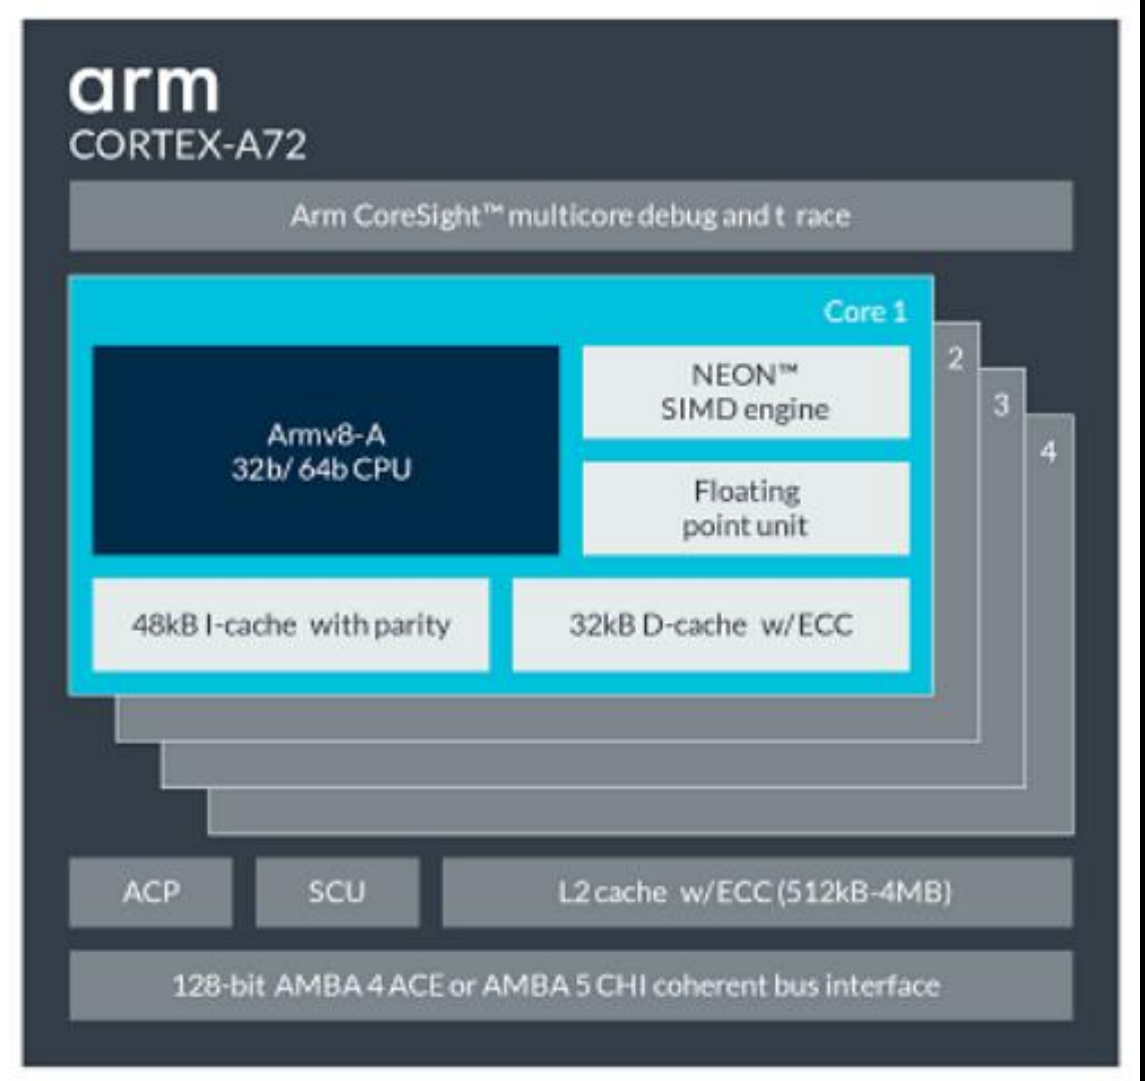 arm
CORTEX-A72
Arm CoreSight™ multicore debug and t race
Core 1
2
3
4
Armv8-A
32b/ 64b CPU
NEON™
SIMD engine
Floating
point unit
48kB I-cache with parity
32kB D-cache w/ECC
ACP
SCU
L2 cache w/ECC (512kB-4MB)
128-bit AMBA 4 ACE or AMBA 5 CHI coherent bus interface